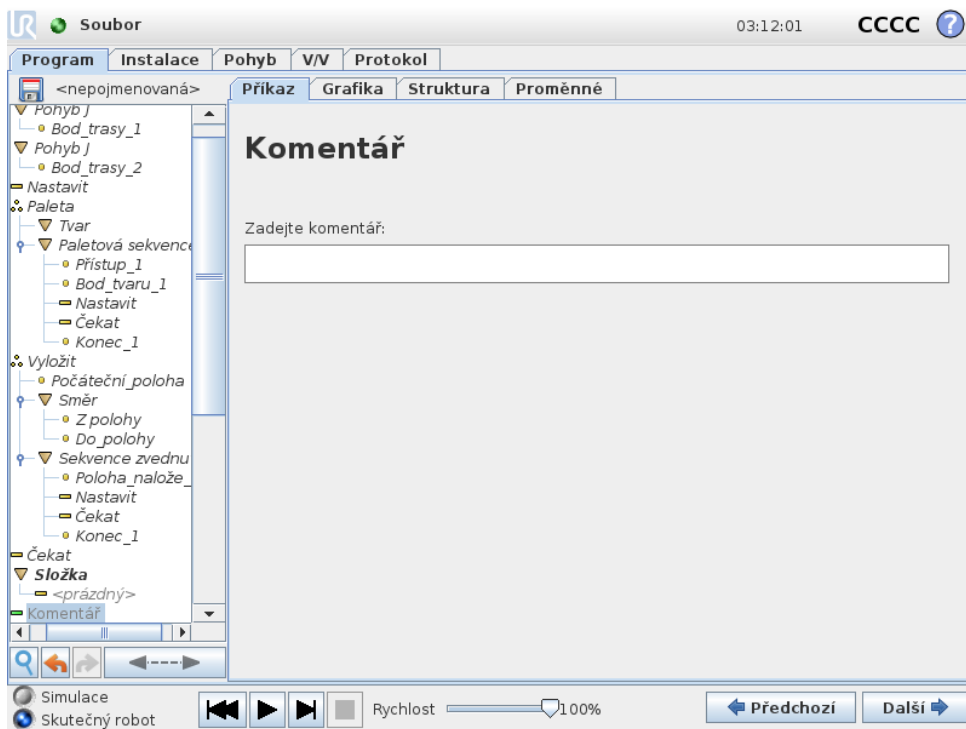 UR Soubor 03:12:01 CCCC ?
Program Instalace Pohyb V/V Protokol
<nepojmenovaná> Příkaz Grafika Struktura Proměnné
Pohyb J
Bod_trasy_1
Pohyb J
Bod_trasy_2
Nastavit
Paleta
Tvar
Paletová sekvence
Přístup_1
Bod_tvaru_1
Nastavit
Čekat
Konec_1
Vyložit
Počáteční_poloha
Směr
Z polohy
Do_polohy
Sekvence zvednu
Poloha_nalože_
Nastavit
Čekat
Konec_1
Čekat
Složka
<prázdný>
Komentář
Komentář
Zadejte komentář:
Simulace
Skutečný robot
Rychlost 100% Předchozí Další